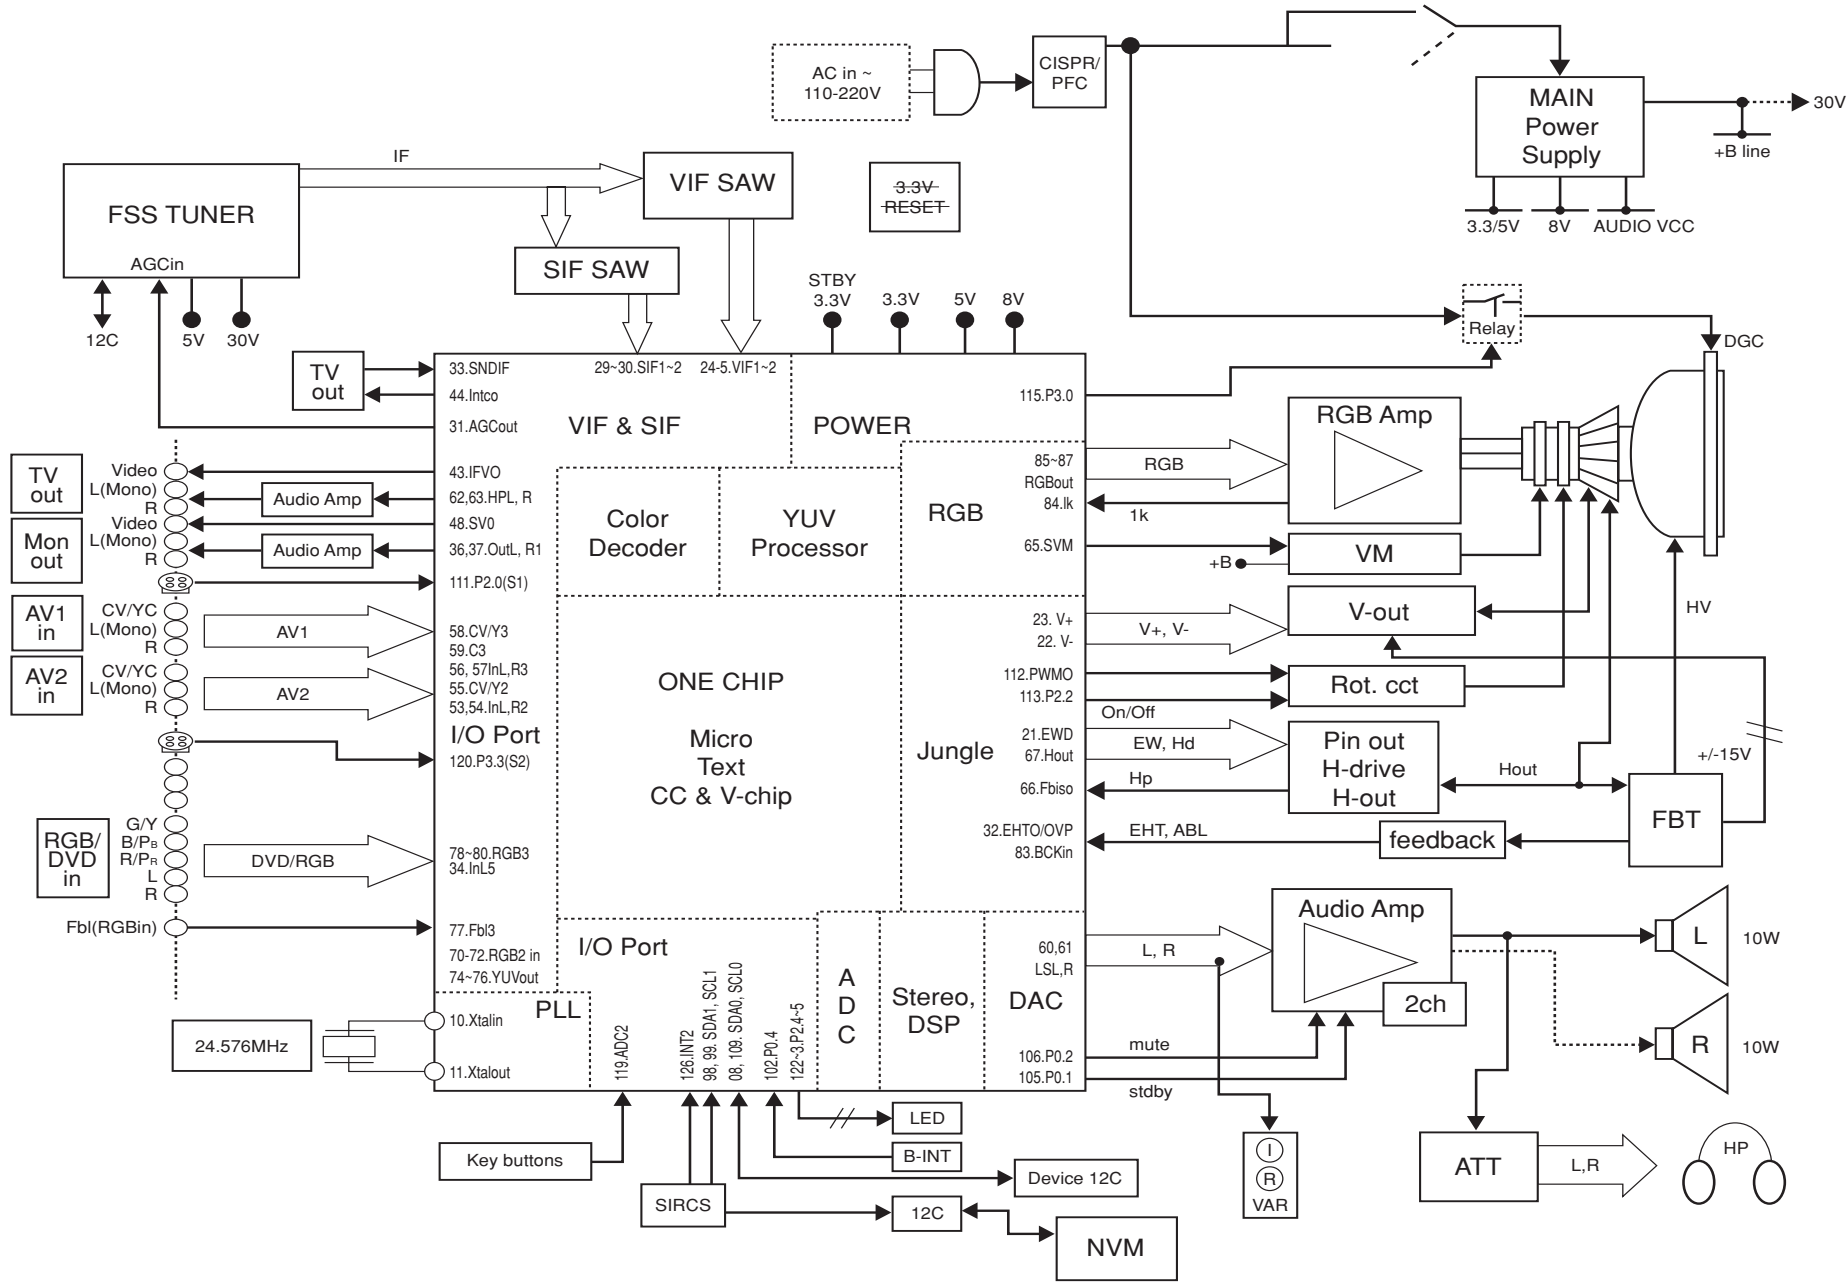 AC in ~
110-220V
CISPR/
PFC
MAIN
Power
Supply
30V
+B line
3.3/5V
8V
AUDIO VCC
IF
FSS TUNER
AGCin
12C
5V
30V
VIF SAW
SIF SAW
3.3V
RESET
STBY
3.3V
3.3V
5V
8V
Relay
DGC
TV
out
33.SNDIF
44.Intco
31.AGCout
29~30.SIF1~2
24-5.VIF1~2
VIF & SIF
POWER
115.P3.0
TV
out
Video
L(Mono)
R
Audio Amp
43.IFVO
62,63.HPL, R
Mon
out
Video
L(Mono)
R
Audio Amp
48.SV0
36,37.OutL, R1
111.P2.0(S1)
Color
Decoder
YUV
Processor
RGB
85~87
RGBout
84.Ik
65.SVM
RGB
1k
RGB Amp
+B
VM
AV1
in
CV/YC
L(Mono)
R
AV1
58.CV/Y3
59.C3
56, 57InL,R3
AV2
in
CV/YC
L(Mono)
R
AV2
55.CV/Y2
53,54.InL,R2
I/O Port
120.P3.3(S2)
ONE CHIP
Micro
Text
CC & V-chip
Jungle
23. V+
22. V-
V+, V-
V-out
HV
112.PWMO
113.P2.2
On/Off
Rot. cct
21.EWD
67.Hout
EW, Hd
66.Fbiso
Hp
Pin out
H-drive
H-out
Hout
+/-15V
FBT
32.EHTO/OVP
83.BCKin
EHT, ABL
feedback
RGB/
DVD
in
G/Y
B/PB
R/PR
L
R
DVD/RGB
78~80.RGB3
34.InL5
Fbl(RGBin)
77.Fbl3
70-72.RGB2 in
74~76.YUVout
I/O Port
PLL
24.576MHz
10.Xtalin
11.Xtalout
119.ADC2
126.INT2
98, 99. SDA1, SCL1
08, 109. SDA0, SCL0
102.P0.4
122~3.P2.4~5
A
D
C
Stereo,
DSP
DAC
60,61
LSL,R
L, R
106.P0.2
105.P0.1
mute
stdby
Audio Amp
2ch
L
10W
R
10W
Key buttons
SIRCS
LED
B-INT
Device 12C
12C
NVM
I
R
VAR
ATT
L,R
HP